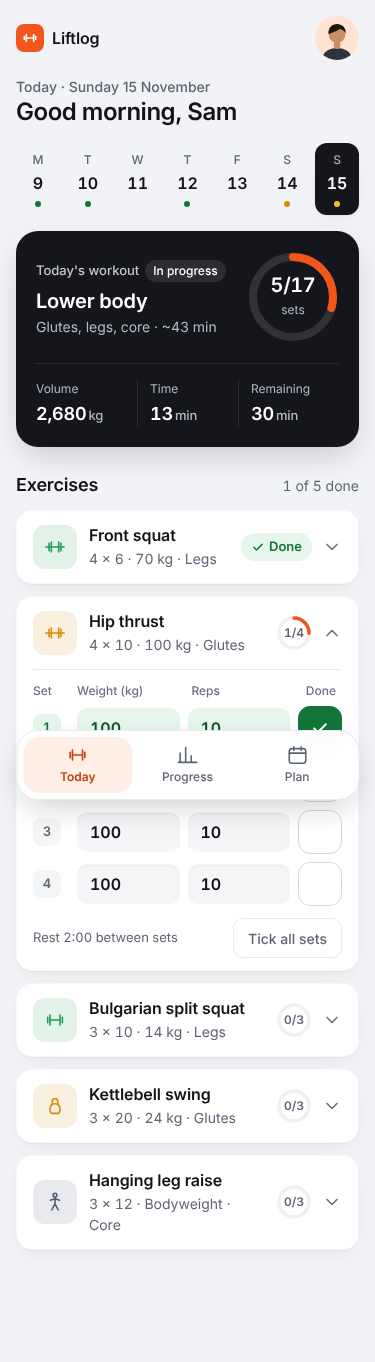 Liftlog
Today · Sunday 15 November
Good morning, Sam
M T W T F S S
9 10 11 12 13 14 15
Today's workout In progress
Lower body
Glutes, legs, core · ~43 min
5/17
sets
Volume Time Remaining
2,680 kg 13 min 30 min
Exercises 1 of 5 done
Front squat
4 × 6 · 70 kg · Legs
Done
Hip thrust
4 × 10 · 100 kg · Glutes
1/4
Set Weight (kg) Reps Done
1 100 10
Today Progress Plan
3 100 10
4 100 10
Rest 2:00 between sets Tick all sets
Bulgarian split squat
3 × 10 · 14 kg · Legs
0/3
Kettlebell swing
3 × 20 · 24 kg · Glutes
0/3
Hanging leg raise
3 × 12 · Bodyweight ·
Core
0/3